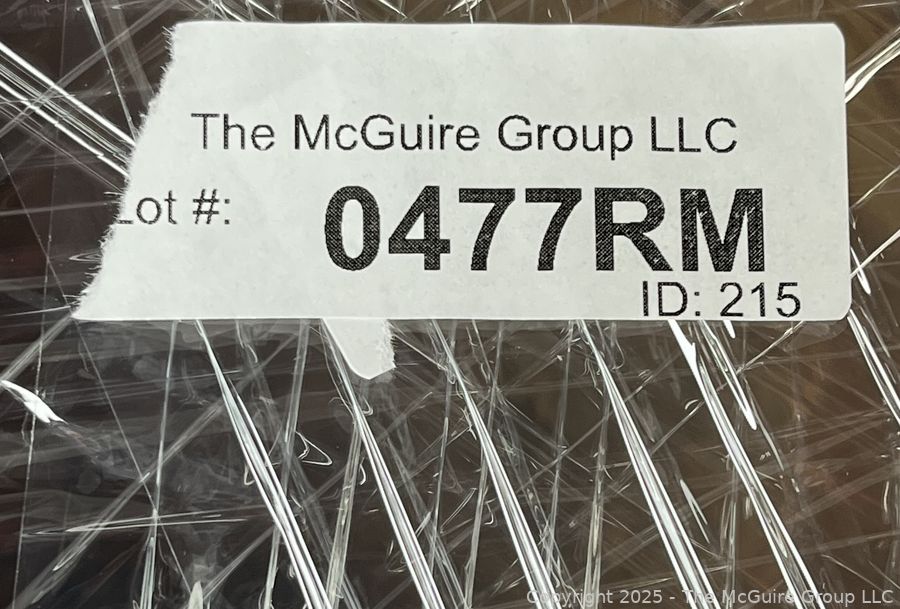 The McGuire Group LLC
Lot #: 0477RM
ID: 215
Copyright 2025 - The McGuire Group LLC